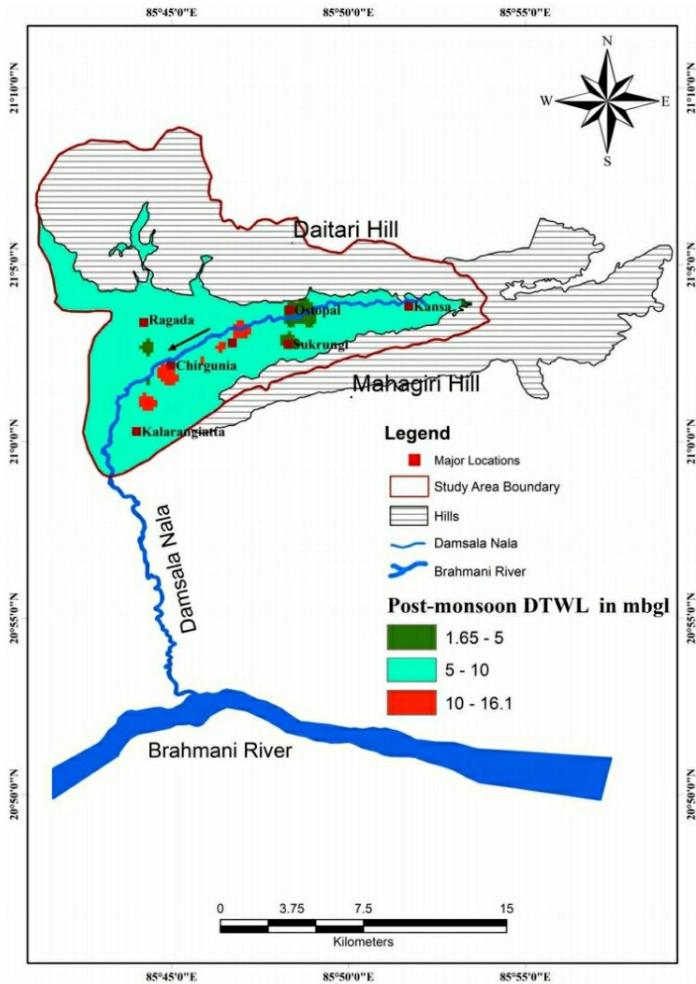 85°45'0"E 85°50'0"E 85°55'0"E
N
W E
S
21°10'0"N 21°10'0"N
Daitari Hill
21°5'0"N 21°5'0"N
Kansa
Ostopal
Ragada
Sukrungi
Chirgunia
Mahagiri Hill
Kalarangiatta
21°0'0"N 21°0'0"N
Legend
Major Locations
Study Area Boundary
Hills
Damsala Nala
Brahmani River
Damsala Nala
20°55'0"N 20°55'0"N
Post-monsoon DTWL in mbgl
1.65 - 5
5 - 10
10 - 16.1
Brahmani River
20°50'0"N 20°50'0"N
0 3.75 7.5 15
Kilometers
85°45'0"E 85°50'0"E 85°55'0"E